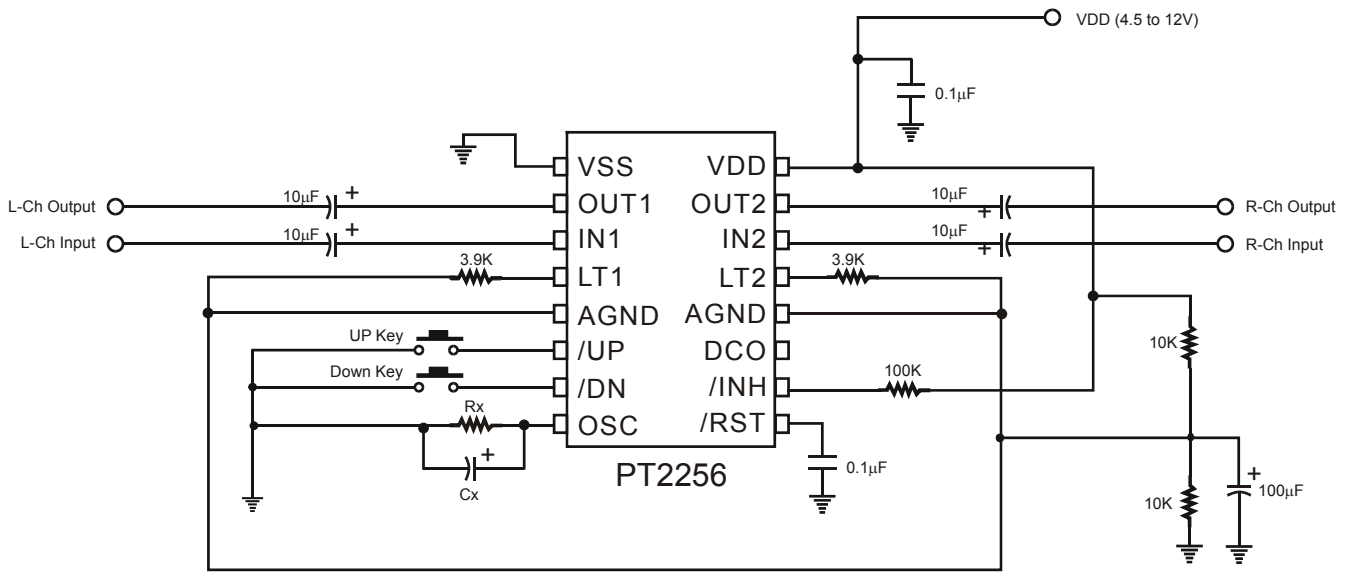 VDD (4.5 to 12V)
0.1µF
VSS VDD
L-Ch Output 10µF + OUT1 OUT2 10µF + R-Ch Output
L-Ch Input 10µF + IN1 IN2 10µF + R-Ch Input
3.9K LT1 LT2 3.9K
AGND AGND
UP Key /UP DCO 10K
Down Key /DN /INH 100K
Rx OSC /RST
+ Cx
PT2256
0.1µF
10K
+ 100µF